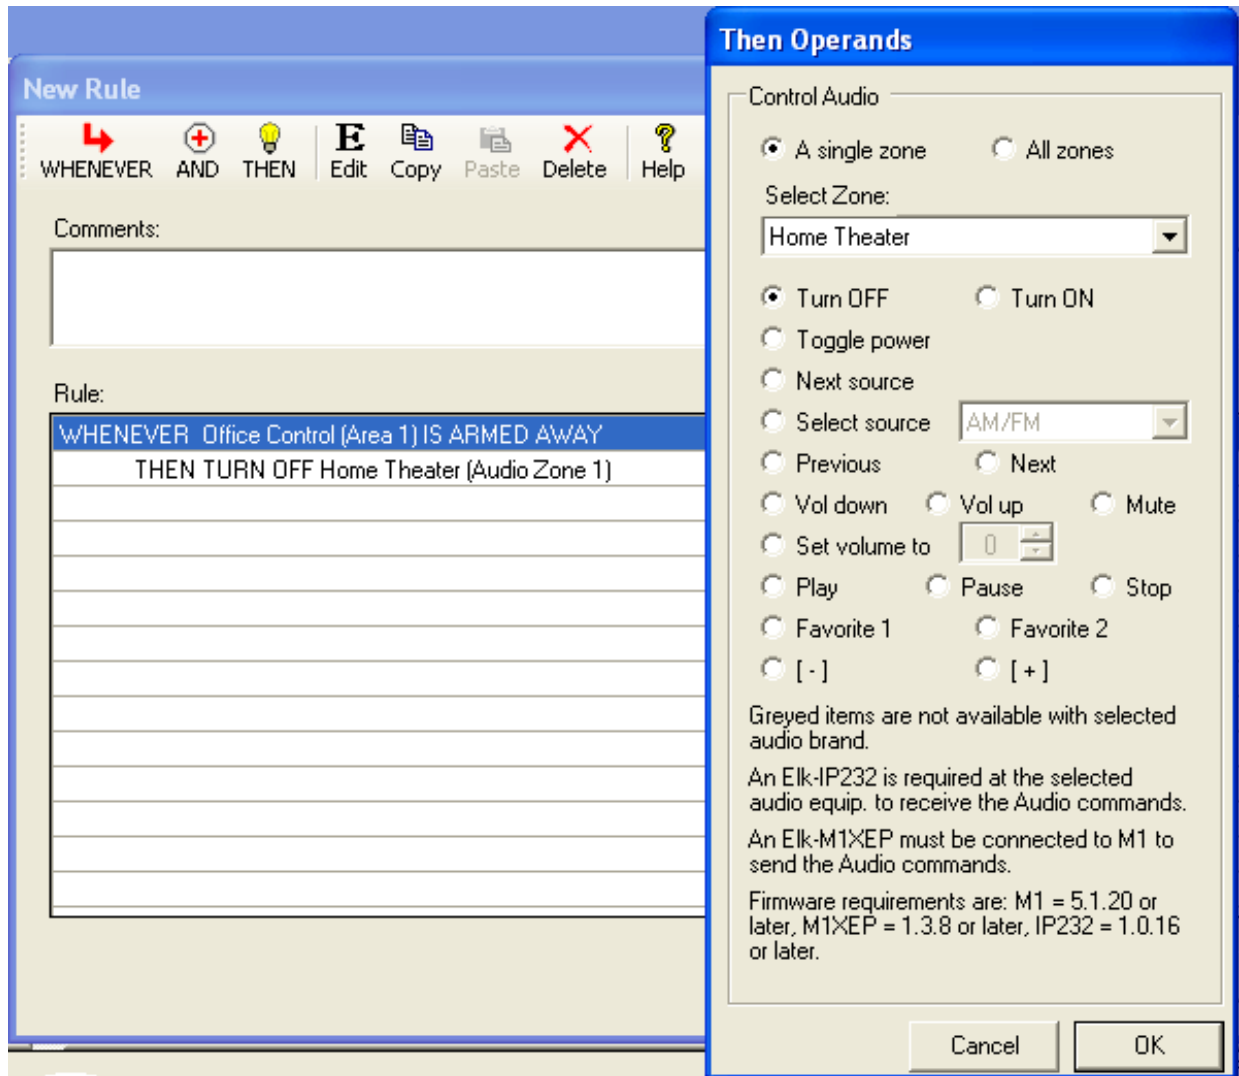 Then Operands
New Rule
WHENEVER AND THEN E Edit Copy Paste Delete ? Help
Comments:
Rule:
WHENEVER Office Control (Area 1) IS ARMED AWAY
THEN TURN OFF Home Theater (Audio Zone 1)
Control Audio
A single zone All zones
Select Zone:
Home Theater
Turn OFF Turn ON
Toggle power
Next source
Select source AM/FM
Previous Next
Vol down Vol up Mute
Set volume to 0
Play Pause Stop
Favorite 1 Favorite 2
[ - ] [ + ]
Greyed items are not available with selected
audio brand.
An Elk-IP232 is required at the selected
audio equip. to receive the Audio commands.
An Elk-M1XEP must be connected to M1 to
send the Audio commands.
Firmware requirements are: M1 = 5.1.20 or
later, M1XEP = 1.3.8 or later, IP232 = 1.0.16
or later.
Cancel OK